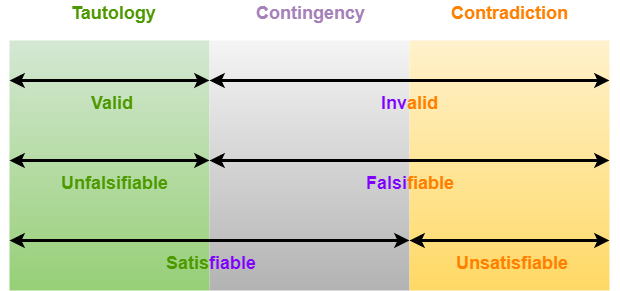 Tautology Contingency Contradiction
Valid Invalid
Unfalsifiable Falsifiable
Satisfiable Unsatisfiable